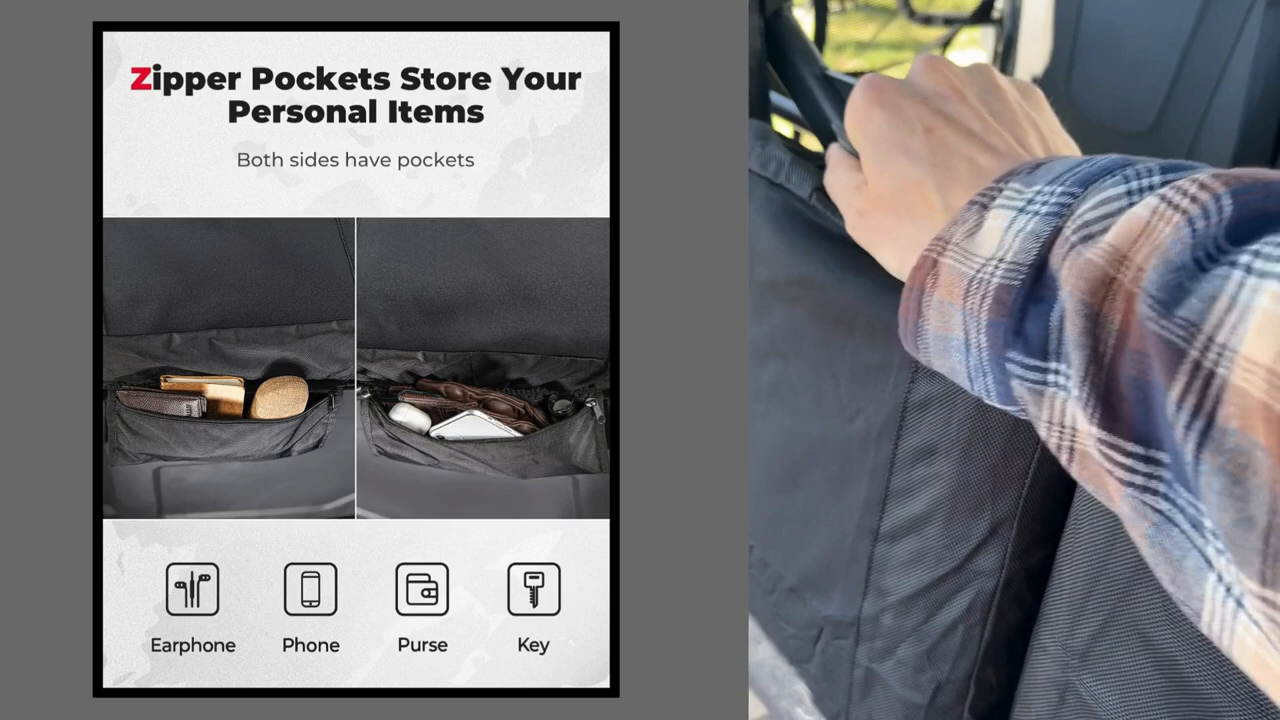 Zipper Pockets Store Your
Personal Items
Both sides have pockets
Earphone
Phone
Purse
Key